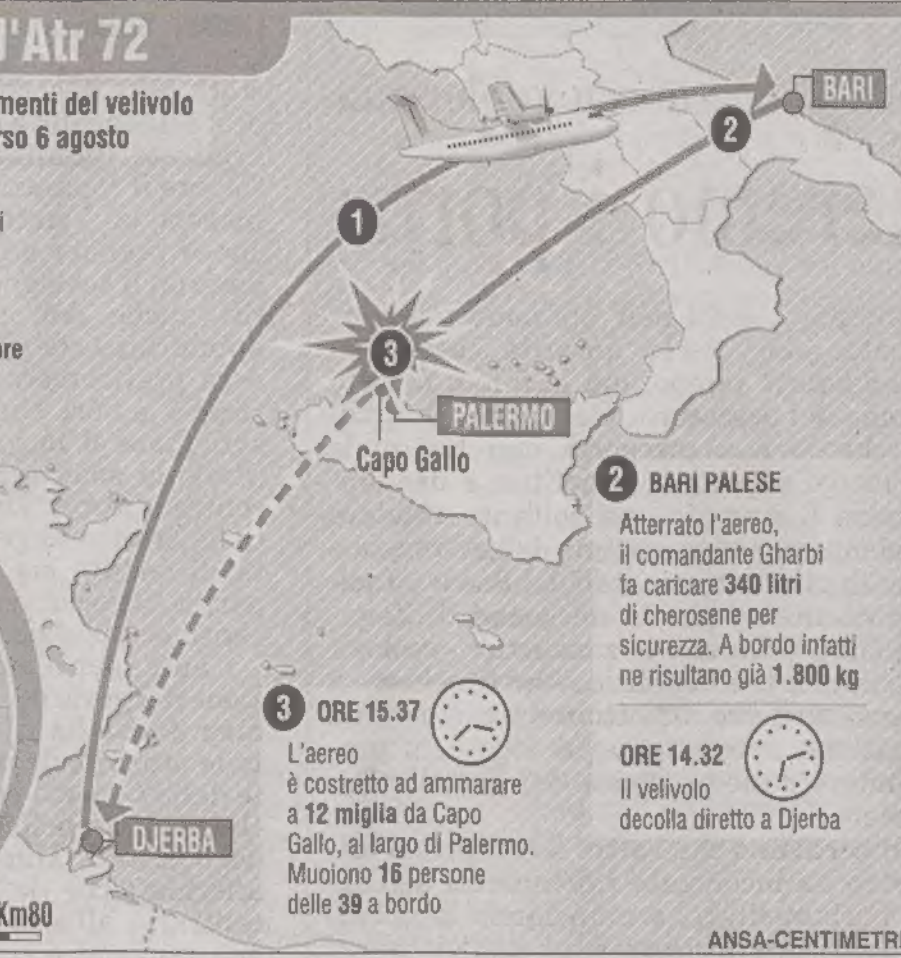 l'Atr 72
menti del velivolo
rso 6 agosto
i
ore
1
2
BARI
3
PALERMO
Capo Gallo
DJERBA
Km80
2 BARI PALESE
Atterrato l'aereo,
il comandante Gharbi
fa caricare 340 litri
di cherosene per
sicurezza. A bordo infatti
ne risultano già 1.800 kg
ORE 14.32
Il velivolo
decolla diretto a Djerba
3 ORE 15.37
L'aereo
è costretto ad ammarare
a 12 miglia da Capo
Gallo, al largo di Palermo.
Muoiono 16 persone
delle 39 a bordo
ANSA-CENTIMETRI